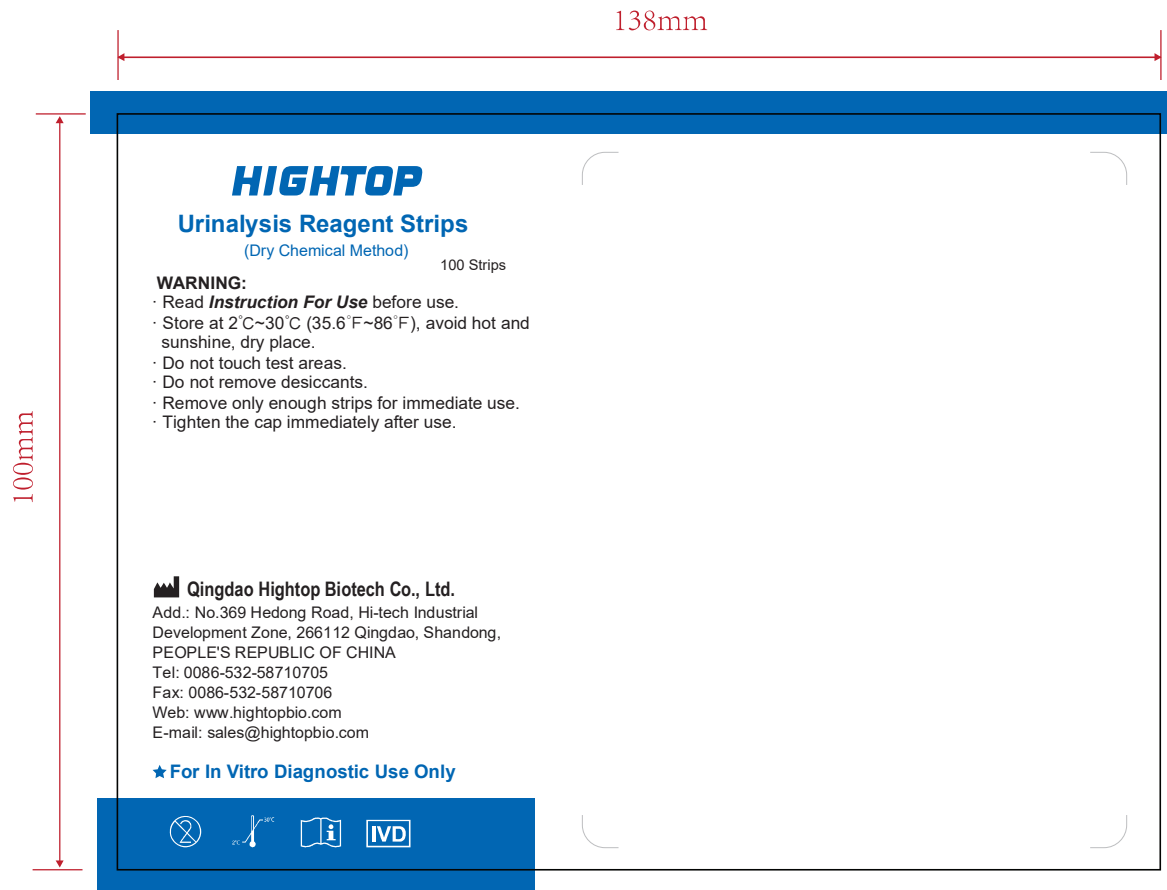 138mm
100mm
HIGHTOP
Urinalysis Reagent Strips
(Dry Chemical Method)
100 Strips
WARNING:
· Read Instruction For Use before use.
· Store at 2°C~30°C (35.6°F~86°F), avoid hot and
sunshine, dry place.
· Do not touch test areas.
· Do not remove desiccants.
· Remove only enough strips for immediate use.
· Tighten the cap immediately after use.
Qingdao Hightop Biotech Co., Ltd.
Add.: No.369 Hedong Road, Hi-tech Industrial
Development Zone, 266112 Qingdao, Shandong,
PEOPLE'S REPUBLIC OF CHINA
Tel: 0086-532-58710705
Fax: 0086-532-58710706
Web: www.hightopbio.com
E-mail: sales@hightopbio.com
★For In Vitro Diagnostic Use Only
2
2°C
30°C
i
IVD